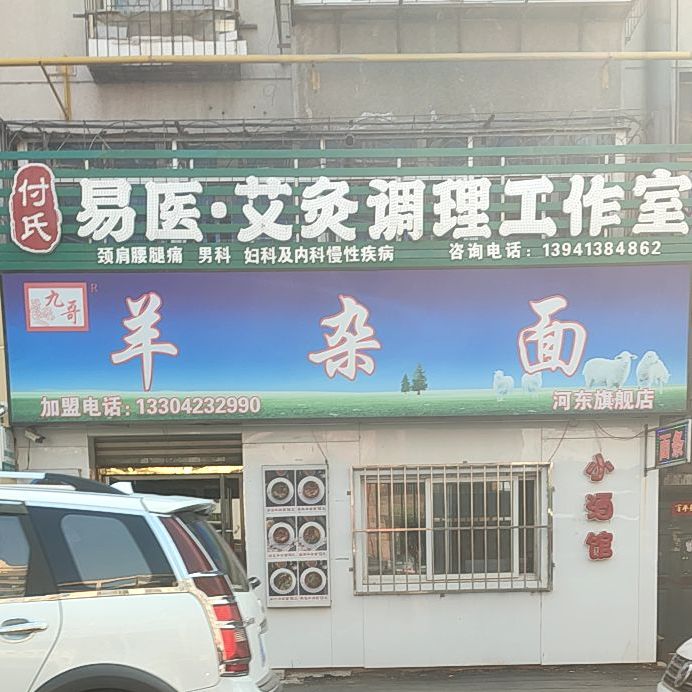 付氏
易医·艾灸调理工作室
颈肩腰腿痛 男科 妇科及内科慢性疾病 咨询电话：13941384862
九哥 R
羊杂面
加盟电话：13304232990 河东旗舰店
面条
小酒馆